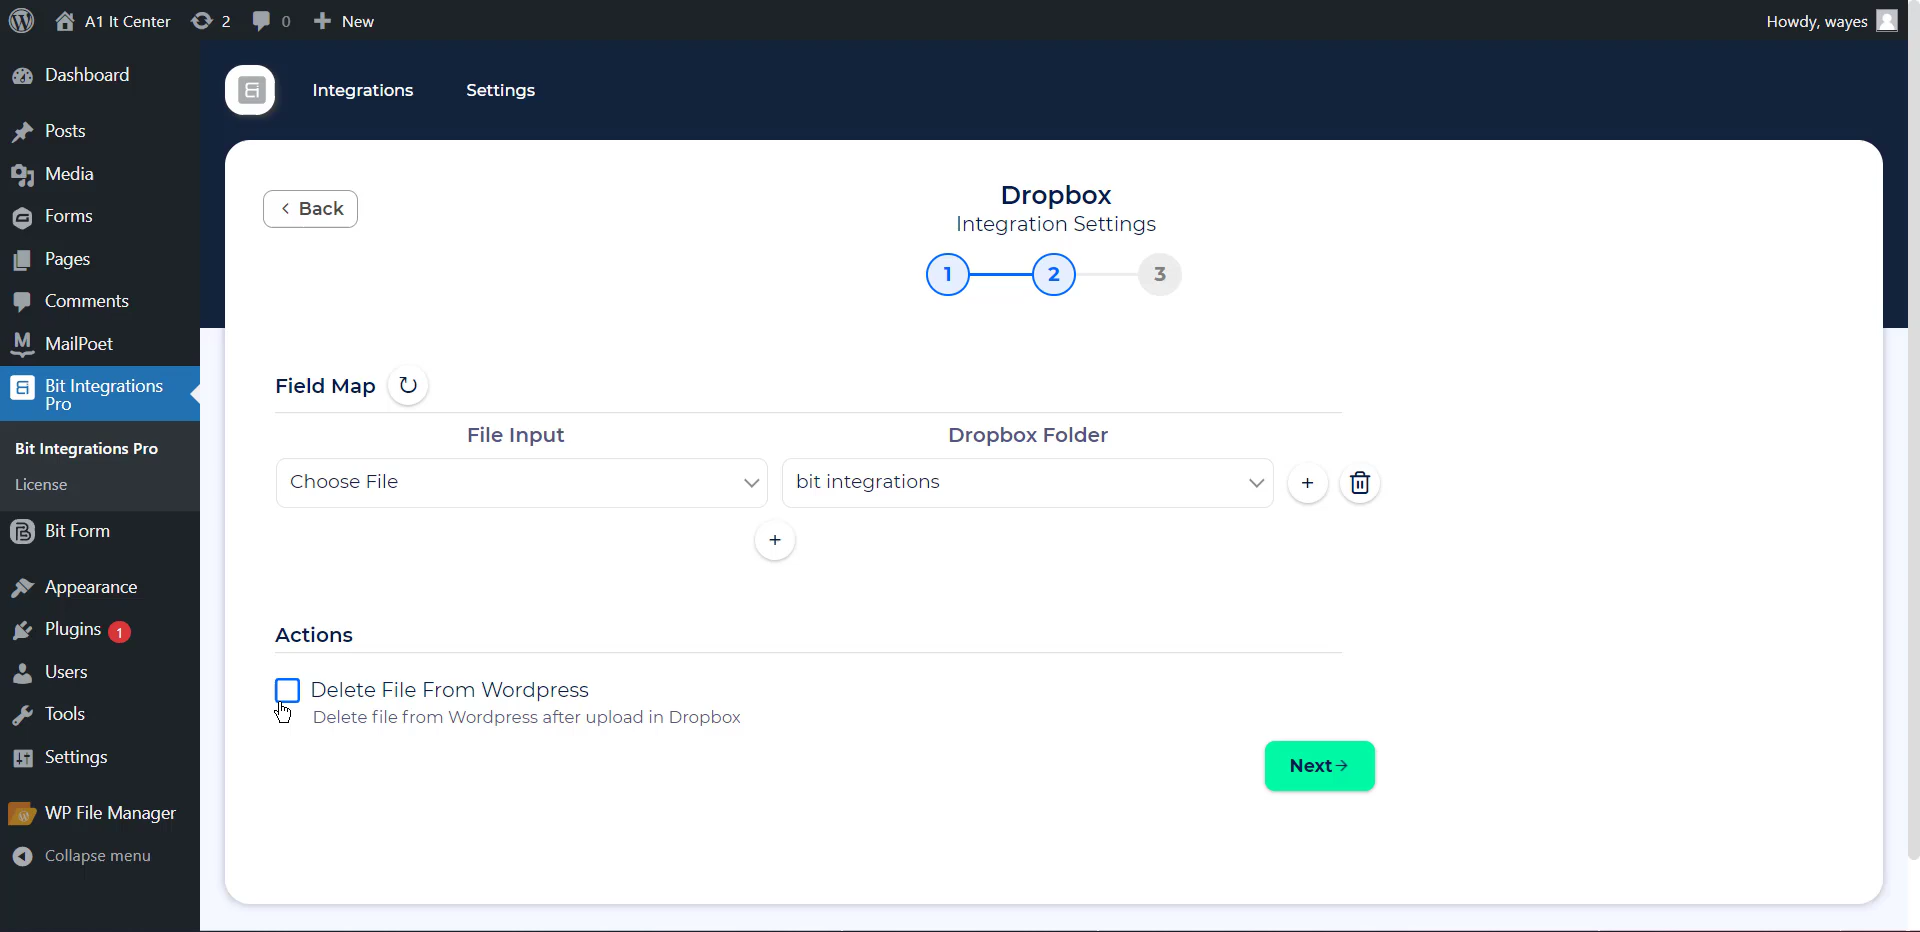 A1 It Center
2
0
New
Howdy, wayes
Dashboard
Posts
Media
Forms
Pages
Comments
MailPoet
Bit Integrations
Pro
Bit Integrations Pro
License
Bit Form
Appearance
Plugins 1
Users
Tools
Settings
WP File Manager
Collapse menu
Integrations
Settings
Back
Dropbox
Integration Settings
1
2
3
Field Map
File Input
Dropbox Folder
Choose File
bit integrations
+
+
Actions
Delete File From Wordpress
Delete file from Wordpress after upload in Dropbox
Next→